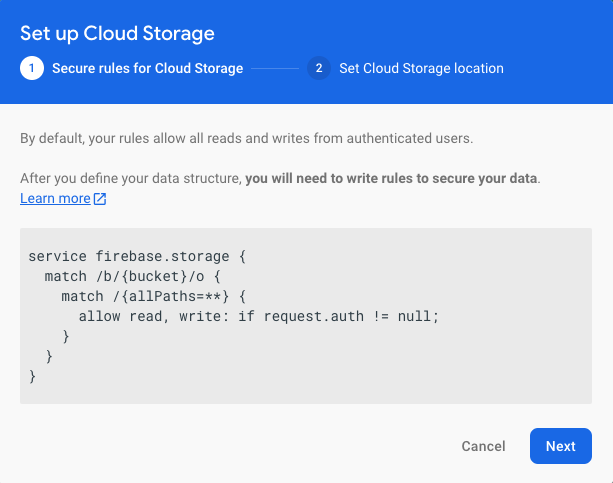 Set up Cloud Storage
1 Secure rules for Cloud Storage 2 Set Cloud Storage location
By default, your rules allow all reads and writes from authenticated users.
After you define your data structure, you will need to write rules to secure your data.
Learn more
service firebase.storage {
  match /b/{bucket}/o {
    match /{allPaths=**} {
      allow read, write: if request.auth != null;
    }
  }
}
Cancel Next